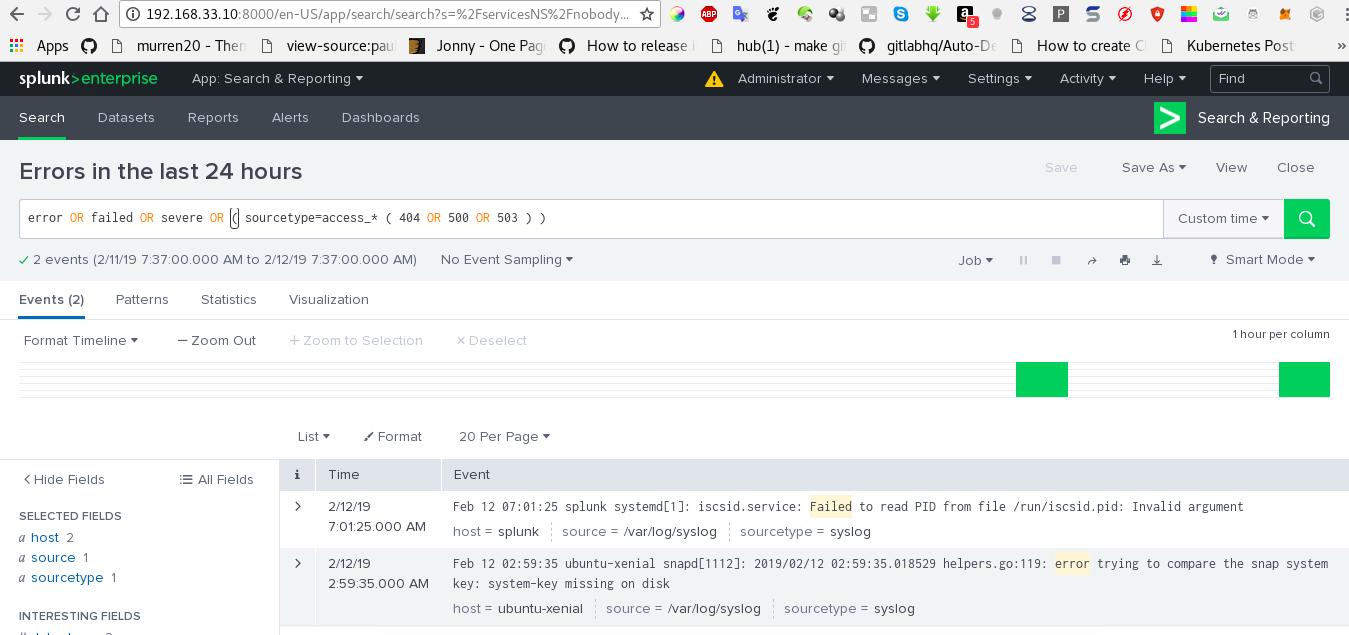 192.168.33.10:8000/en-US/app/search/search?s=%2FservicesNS%2Fnobody...
ABP
5
P
Apps murren20 - Then view-source:pau Jonny - One Page How to release hub(1) - make git gitlabhq/Auto-De How to create C Kubernetes Post »
splunk>enterprise App: Search & Reporting Administrator Messages Settings Activity Help Find
Search Datasets Reports Alerts Dashboards Search & Reporting
Errors in the last 24 hours Save Save As View Close
error OR failed OR severe OR ( sourcetype=access_* ( 404 OR 500 OR 503 ) ) Custom time
2 events (2/11/19 7:37:00.000 AM to 2/12/19 7:37:00.000 AM) No Event Sampling Job Smart Mode
Events (2) Patterns Statistics Visualization
Format Timeline — Zoom Out + Zoom to Selection × Deselect 1 hour per column
List Format 20 Per Page
< Hide Fields All Fields i Time Event
SELECTED FIELDS
a host 2
a source 1
a sourcetype 1
INTERESTING FIELDS
> 2/12/19
7:01:25.000 AM
Feb 12 07:01:25 splunk systemd[1]: iscsid.service: Failed to read PID from file /run/iscsid.pid: Invalid argument
host = splunk source = /var/log/syslog sourcetype = syslog
> 2/12/19
2:59:35.000 AM
Feb 12 02:59:35 ubuntu-xenial snapd[1112]: 2019/02/12 02:59:35.018529 helpers.go:119: error trying to compare the snap system
key: system-key missing on disk
host = ubuntu-xenial source = /var/log/syslog sourcetype = syslog